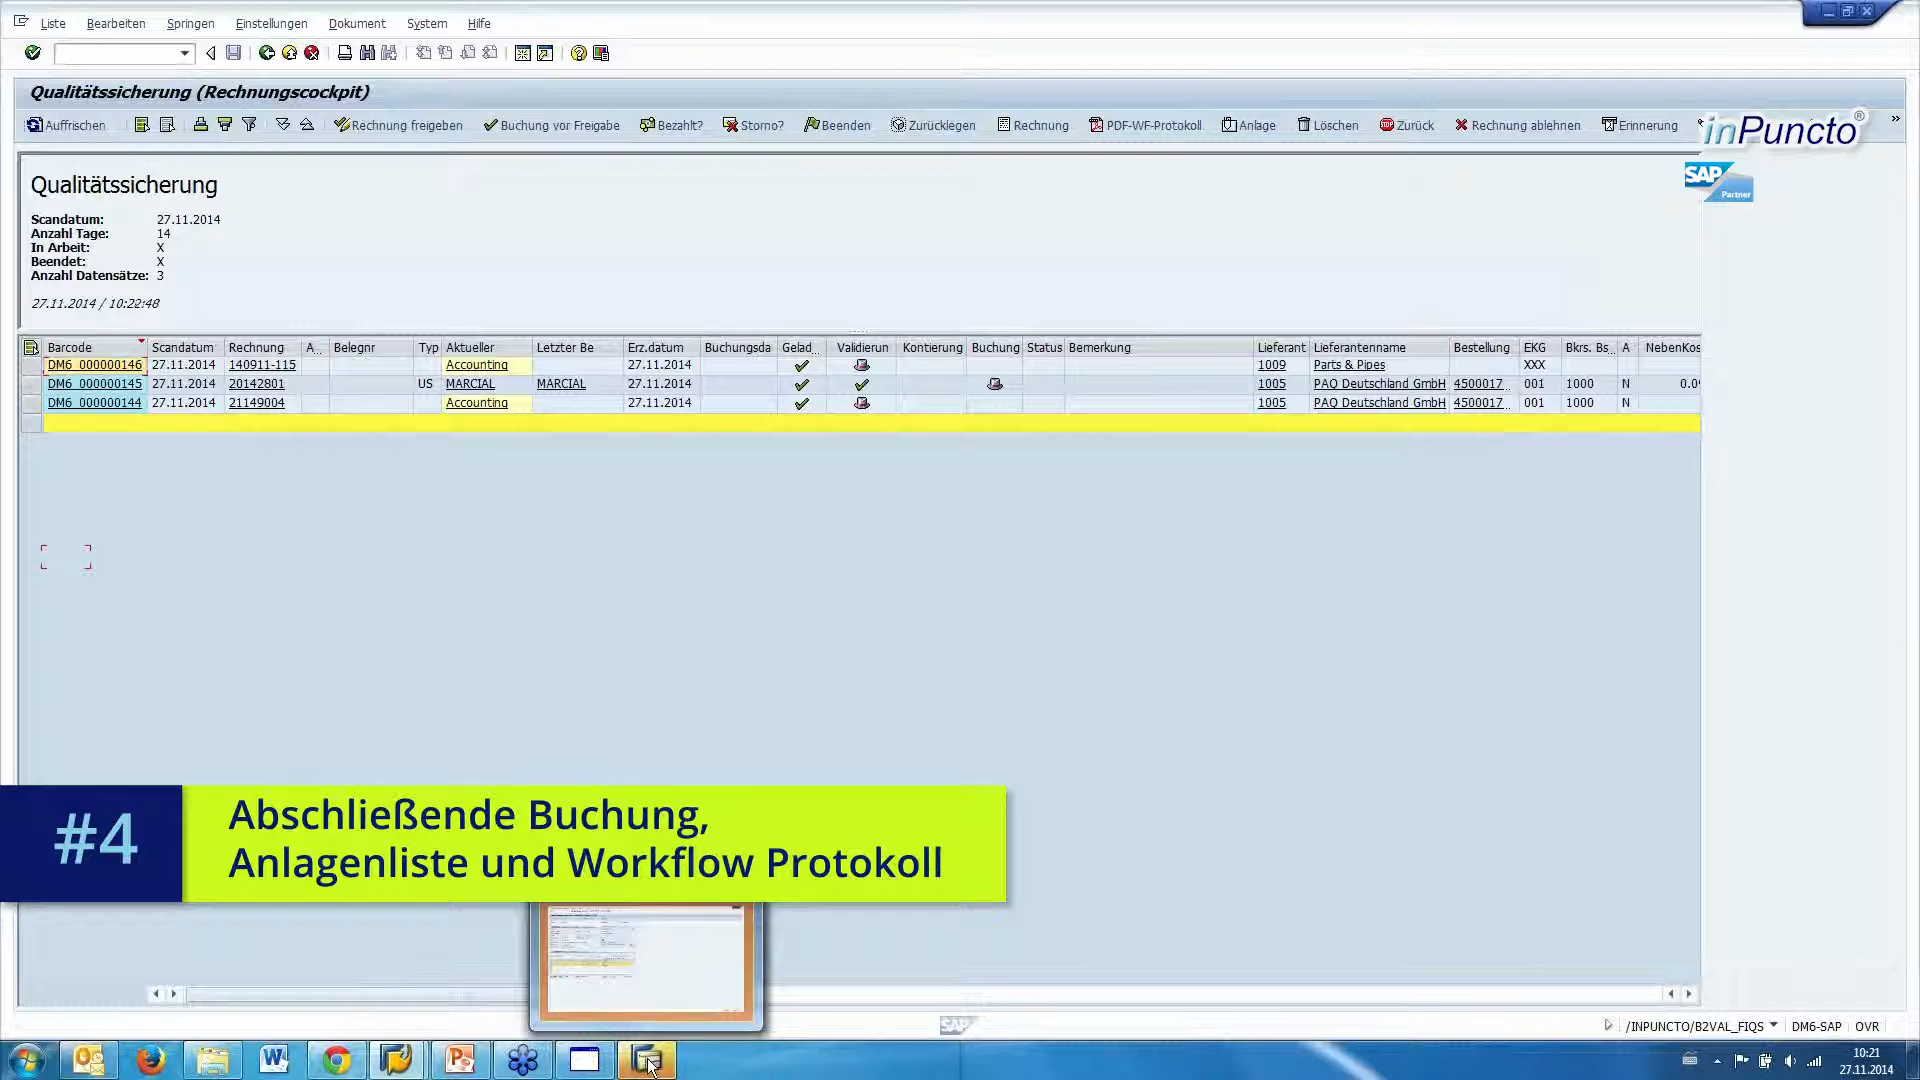 Liste Bearbeiten Springen Einstellungen Dokument System Hilfe
Qualitätssicherung (Rechnungscockpit)
Auffrischen Rechnung freigeben Buchung vor Freigabe Bezahlt? Storno? Beenden Zurücklegen Rechnung PDF-WF-Protokoll Anlage Löschen Zurück Rechnung ablehnen Erinnerung
inPuncto®
SAP Partner
Qualitätssicherung
Scandatum: 27.11.2014
Anzahl Tage: 14
In Arbeit: X
Beendet: X
Anzahl Datensätze: 3
27.11.2014 / 10:22:48
Barcode Scandatum Rechnung A.. Belegnr Typ Aktueller Letzter Be Erz.datum Buchungsda Gelad... Validierun Kontierung Buchung Status Bemerkung Lieferant Lieferantenname Bestellung EKG Bkrs. Bs.. A NebenKos
DM6_000000146 27.11.2014 140911-115 Accounting 27.11.2014 1009 Parts & Pipes XXX
DM6_000000145 27.11.2014 20142801 US MARCIAL MARCIAL 27.11.2014 1005 PAQ Deutschland GmbH 4500017.. 001 1000 N 0.0
DM6_000000144 27.11.2014 21149004 Accounting 27.11.2014 1005 PAQ Deutschland GmbH 4500017.. 001 1000 N
#4
Abschließende Buchung,
Anlagenliste und Workflow Protokoll
SAP
/INPUNCTO/B2VAL_FIQS DM6-SAP OVR
10:21
27.11.2014